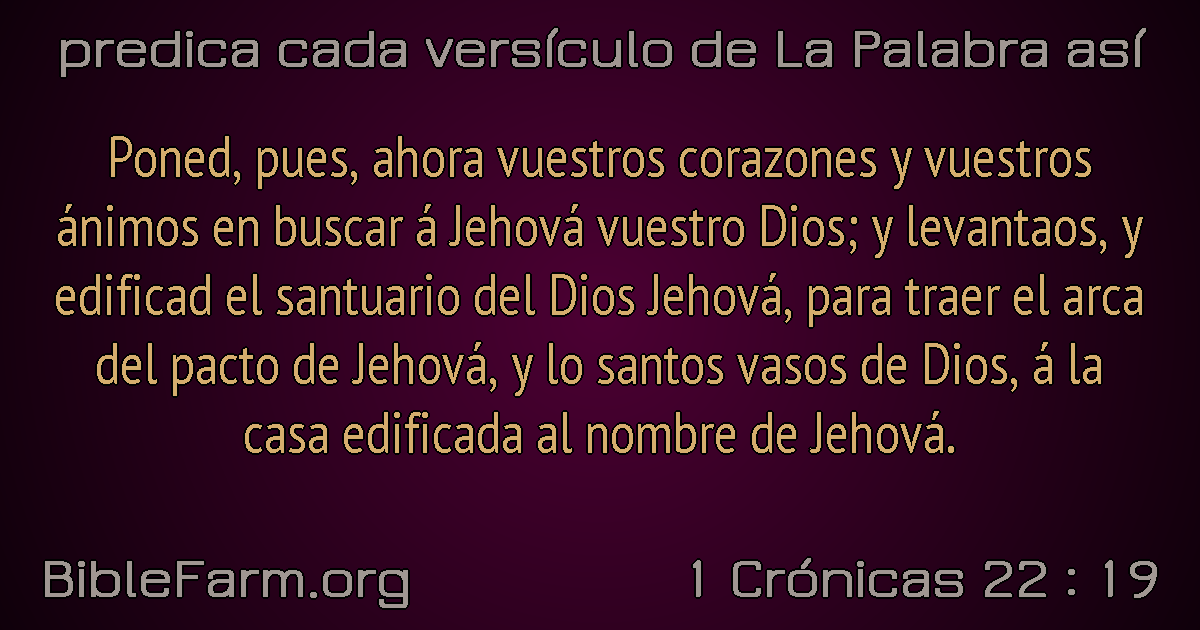 predica cada versículo de La Palabra así
Poned, pues, ahora vuestros corazones y vuestros
ánimos en buscar á Jehová vuestro Dios; y levantaos, y
edificad el santuario del Dios Jehová, para traer el arca
del pacto de Jehová, y lo santos vasos de Dios, á la
casa edificada al nombre de Jehová.
BibleFarm.org
1 Crónicas 22 : 19